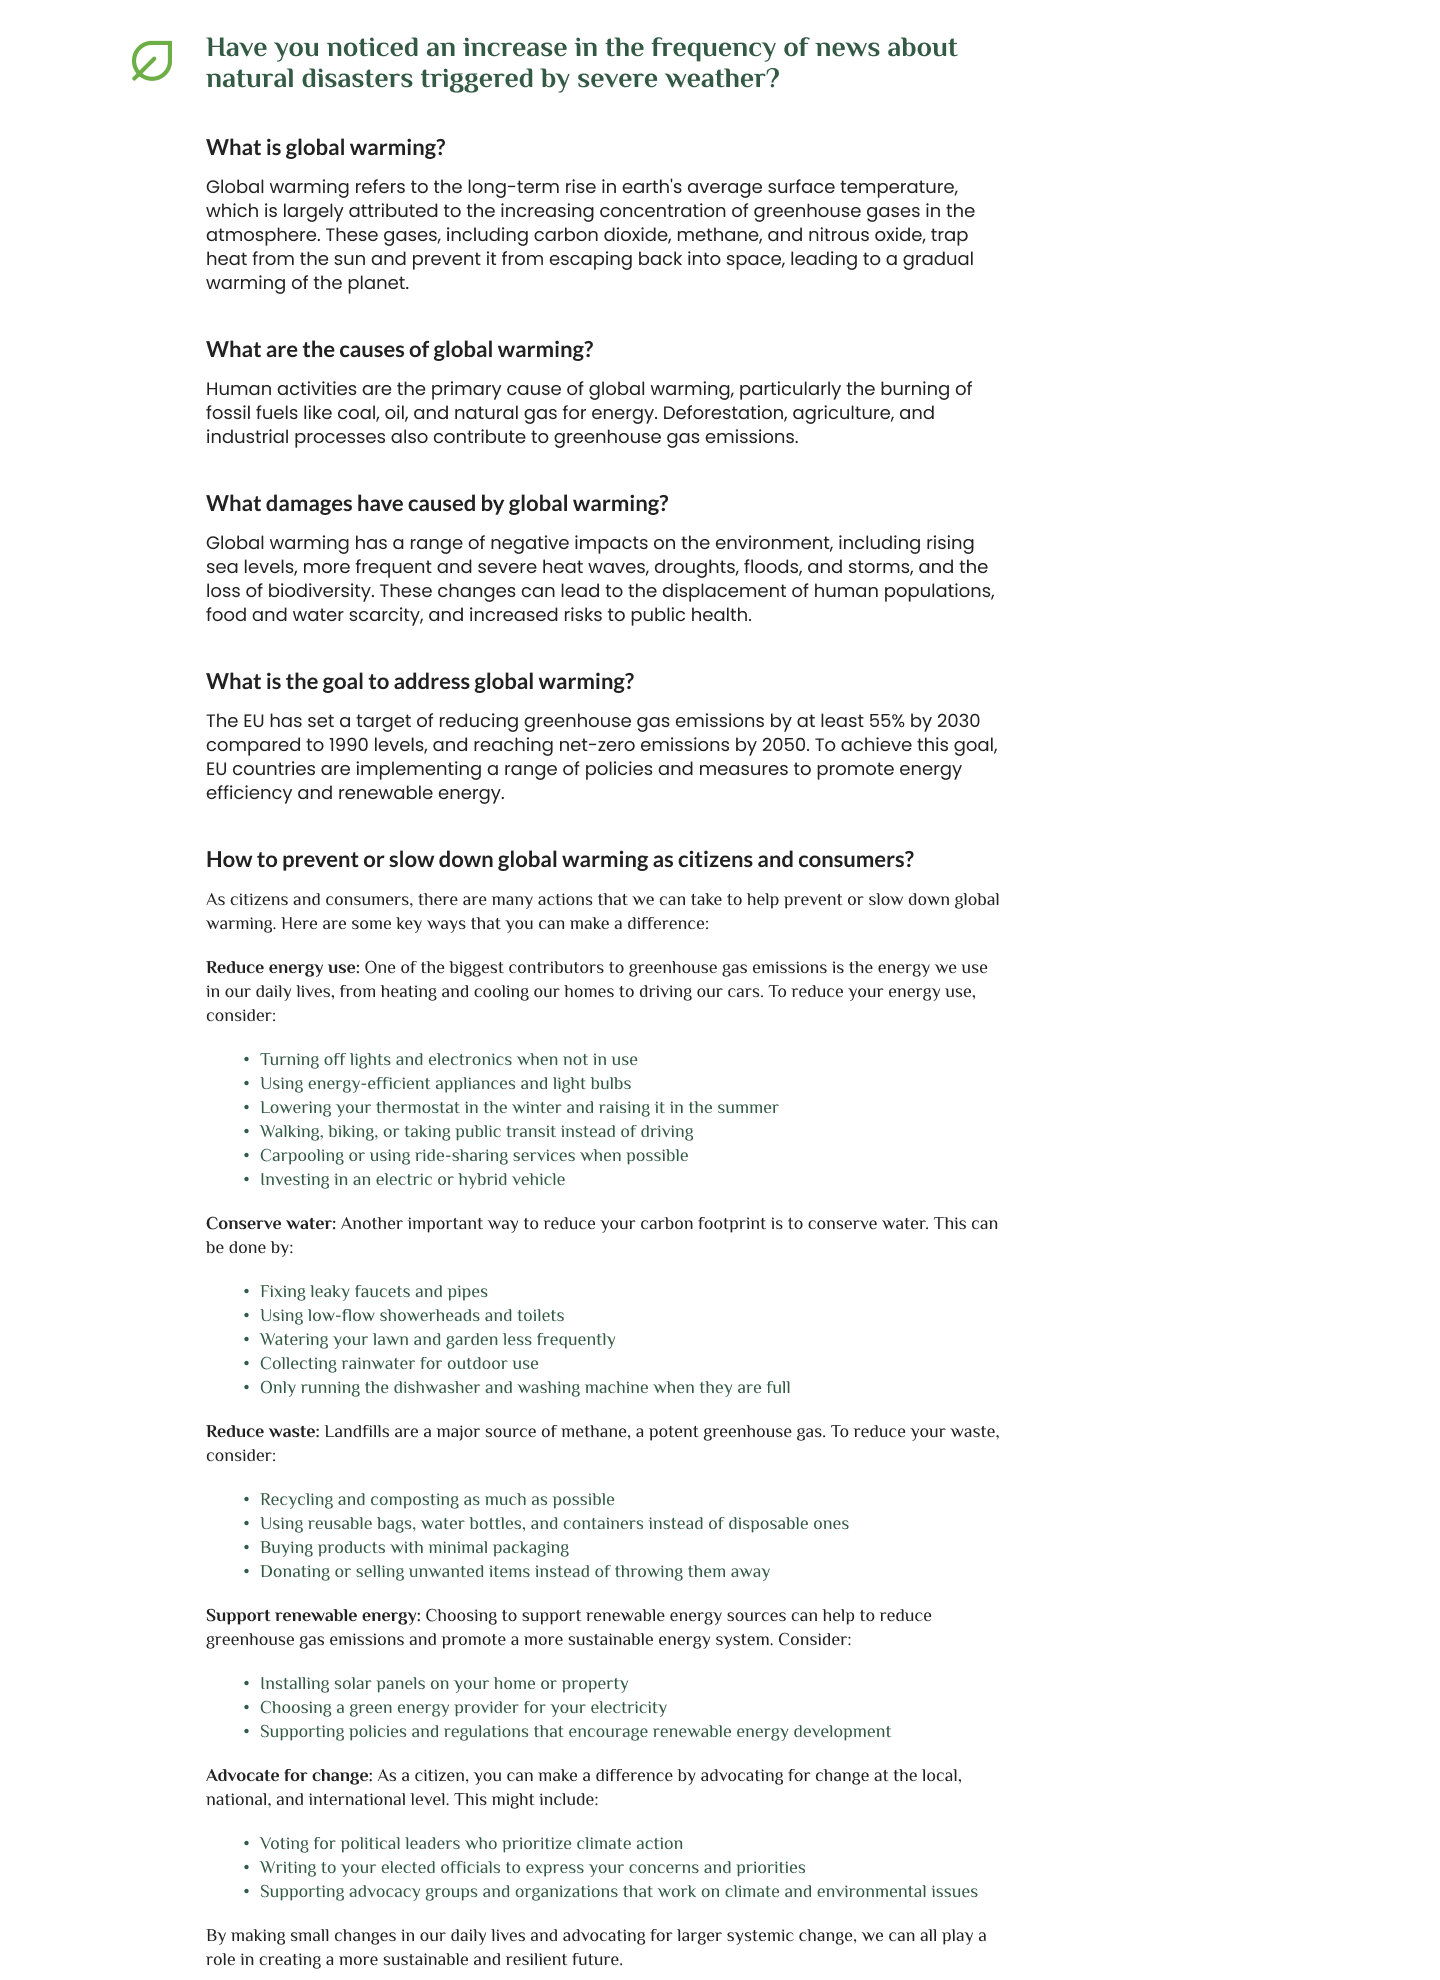 Have you noticed an increase in the frequency of news about
natural disasters triggered by severe weather?
What is global warming?
Global warming refers to the long-term rise in earth's average surface temperature,
which is largely attributed to the increasing concentration of greenhouse gases in the
atmosphere. These gases, including carbon dioxide, methane, and nitrous oxide, trap
heat from the sun and prevent it from escaping back into space, leading to a gradual
warming of the planet.
What are the causes of global warming?
Human activities are the primary cause of global warming, particularly the burning of
fossil fuels like coal, oil, and natural gas for energy. Deforestation, agriculture, and
industrial processes also contribute to greenhouse gas emissions.
What damages have caused by global warming?
Global warming has a range of negative impacts on the environment, including rising
sea levels, more frequent and severe heat waves, droughts, floods, and storms, and the
loss of biodiversity. These changes can lead to the displacement of human populations,
food and water scarcity, and increased risks to public health.
What is the goal to address global warming?
The EU has set a target of reducing greenhouse gas emissions by at least 55% by 2030
compared to 1990 levels, and reaching net-zero emissions by 2050. To achieve this goal,
EU countries are implementing a range of policies and measures to promote energy
efficiency and renewable energy.
How to prevent or slow down global warming as citizens and consumers?
As citizens and consumers, there are many actions that we can take to help prevent or slow down global
warming. Here are some key ways that you can make a difference:
Reduce energy use: One of the biggest contributors to greenhouse gas emissions is the energy we use
in our daily lives, from heating and cooling our homes to driving our cars. To reduce your energy use,
consider:
• Turning off lights and electronics when not in use
• Using energy-efficient appliances and light bulbs
• Lowering your thermostat in the winter and raising it in the summer
• Walking, biking, or taking public transit instead of driving
• Carpooling or using ride-sharing services when possible
• Investing in an electric or hybrid vehicle
Conserve water: Another important way to reduce your carbon footprint is to conserve water. This can
be done by:
• Fixing leaky faucets and pipes
• Using low-flow showerheads and toilets
• Watering your lawn and garden less frequently
• Collecting rainwater for outdoor use
• Only running the dishwasher and washing machine when they are full
Reduce waste: Landfills are a major source of methane, a potent greenhouse gas. To reduce your waste,
consider:
• Recycling and composting as much as possible
• Using reusable bags, water bottles, and containers instead of disposable ones
• Buying products with minimal packaging
• Donating or selling unwanted items instead of throwing them away
Support renewable energy: Choosing to support renewable energy sources can help to reduce
greenhouse gas emissions and promote a more sustainable energy system. Consider:
• Installing solar panels on your home or property
• Choosing a green energy provider for your electricity
• Supporting policies and regulations that encourage renewable energy development
Advocate for change: As a citizen, you can make a difference by advocating for change at the local,
national, and international level. This might include:
• Voting for political leaders who prioritize climate action
• Writing to your elected officials to express your concerns and priorities
• Supporting advocacy groups and organizations that work on climate and environmental issues
By making small changes in our daily lives and advocating for larger systemic change, we can all play a
role in creating a more sustainable and resilient future.